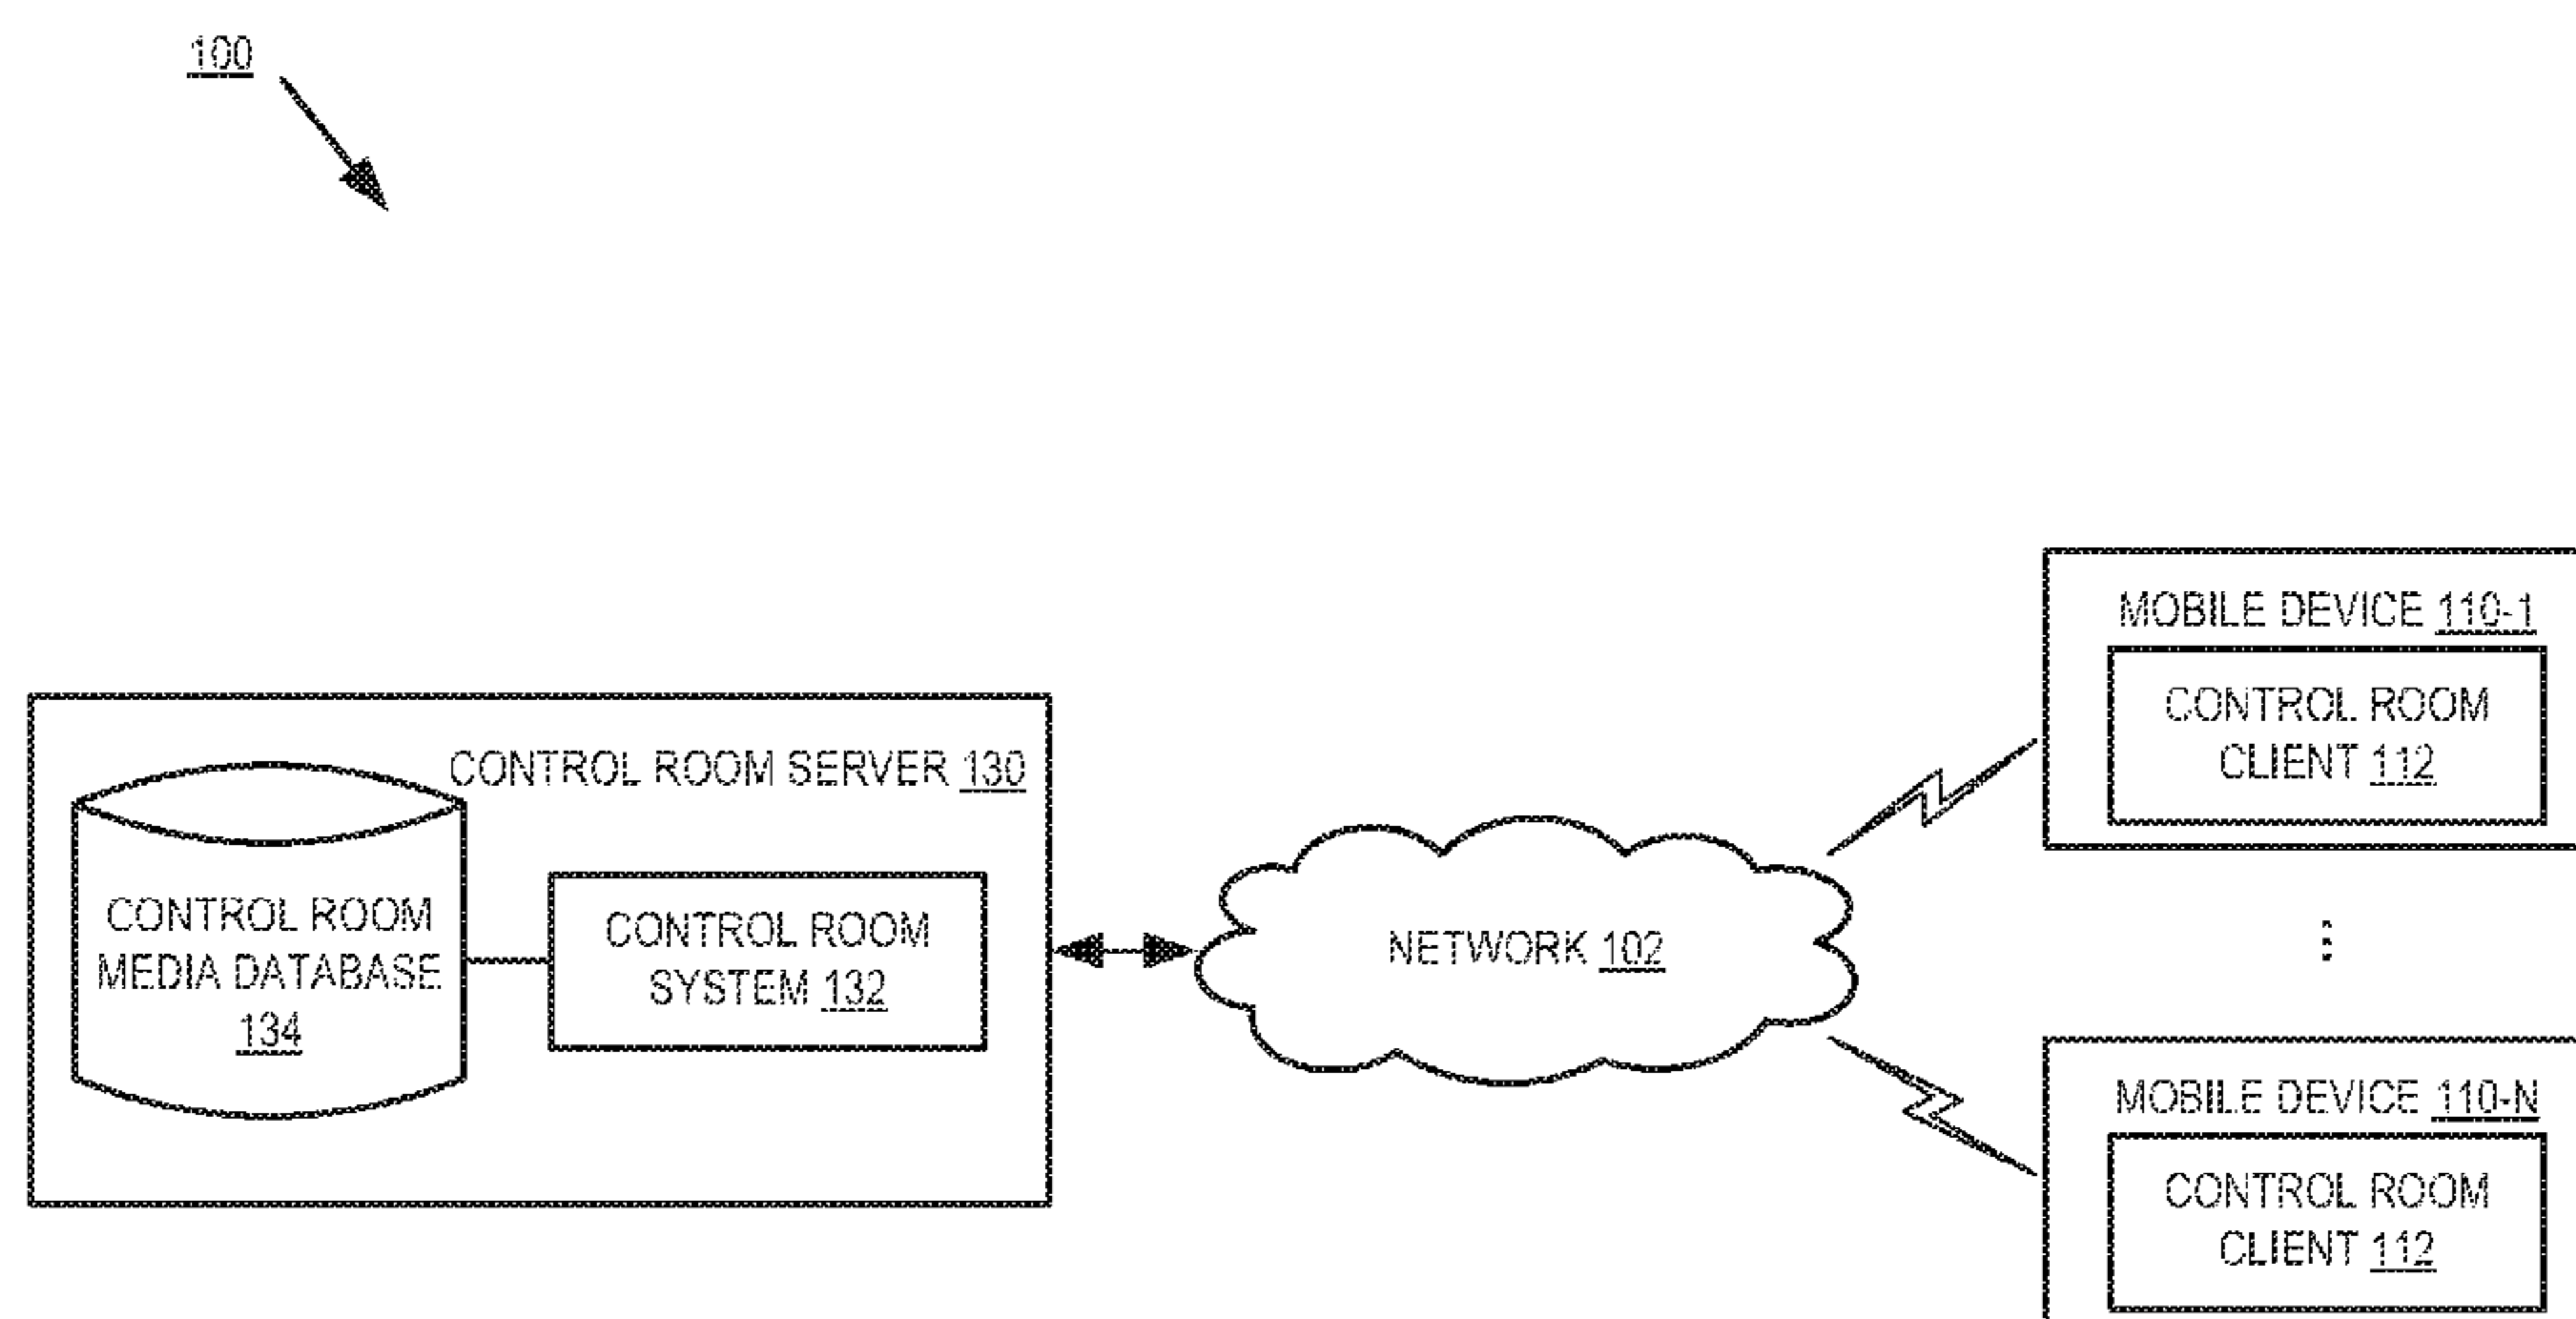 100
MOBILE DEVICE 110-1
CONTROL ROOM
CLIENT 112
CONTROL ROOM SERVER 130
CONTROL ROOM
MEDIA DATABASE
134
CONTROL ROOM
SYSTEM 132
NETWORK 102
MOBILE DEVICE 110-N
CONTROL ROOM
CLIENT 112